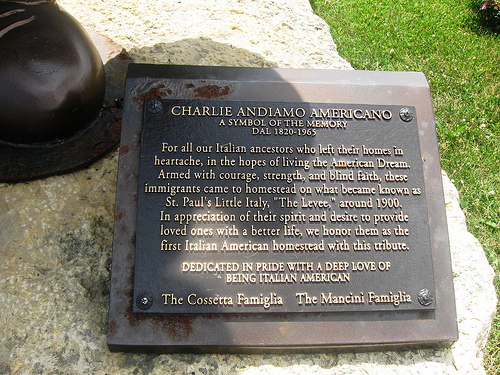 CHARLIE ANDIAMO AMERICANO
A SYMBOL OF THE MEMORY
DAL 1820-1965
For all our Italian ancestors who left their homes in
heartache, in the hopes of living the American Dream.
Armed with courage, strength, and blind faith, these
immigrants came to homestead on what became known as
St. Paul's Little Italy, "The Levee," around 1900.
In appreciation of their spirit and desire to provide
loved ones with a better life, we honor them as the
first Italian American homestead with this tribute.
DEDICATED IN PRIDE WITH A DEEP LOVE OF
BEING ITALIAN AMERICAN
The Cossetta Famiglia The Mancini Famiglia